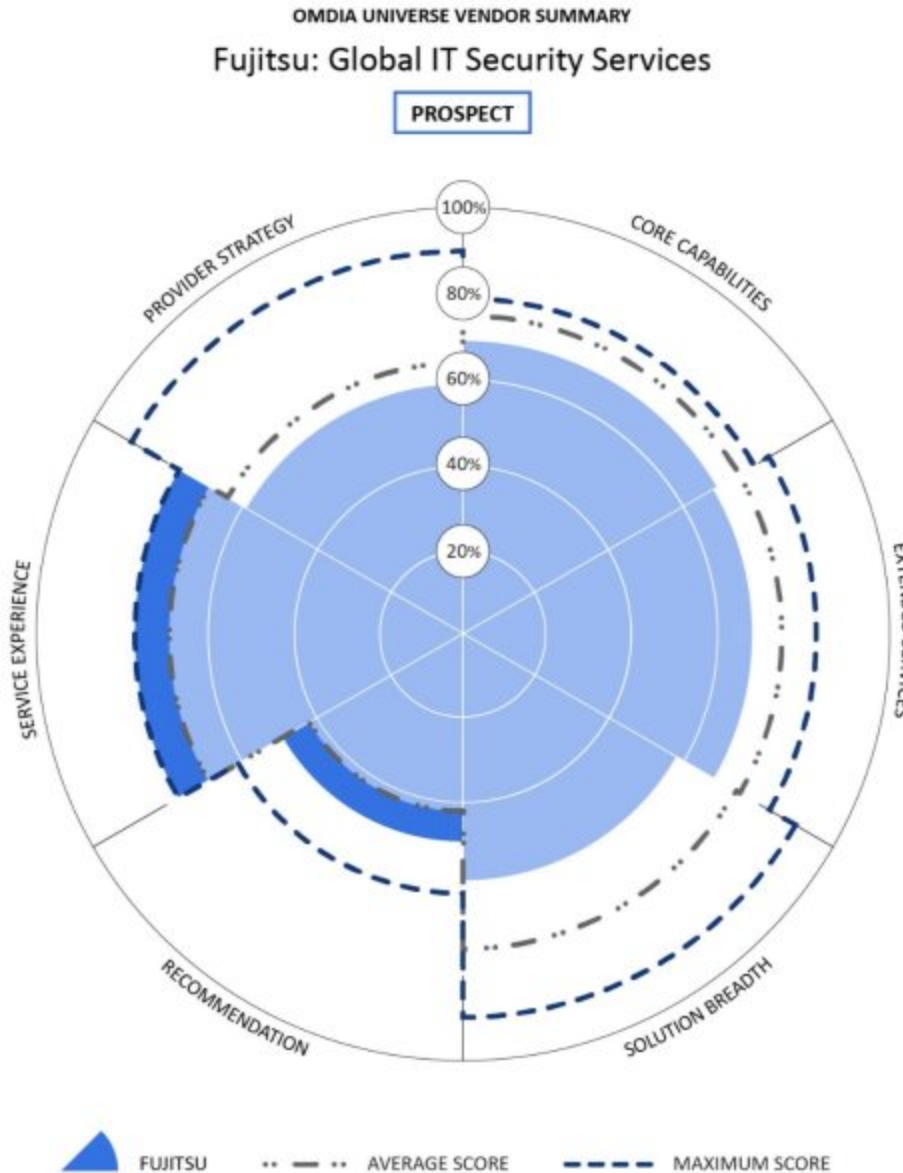 OMDIA UNIVERSE VENDOR SUMMARY
Fujitsu: Global IT Security Services
PROSPECT
100%
PROVIDER STRATEGY
CORE CAPABILITIES
80%
60%
40%
20%
SERVICE EXPERIENCE
RECOMMENDATION
SOLUTION BREADTH
FUJITSU
AVERAGE SCORE
MAXIMUM SCORE